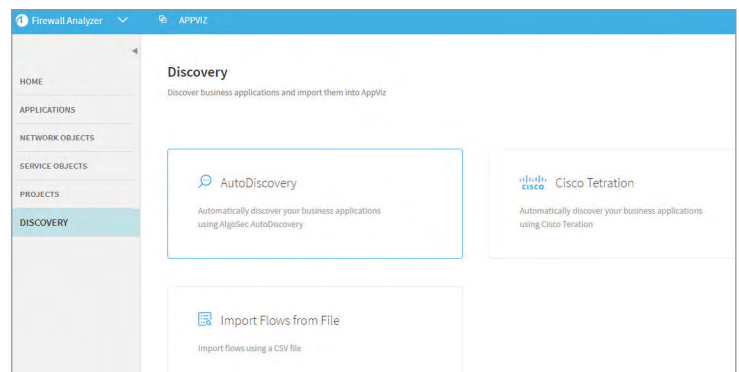 Firewall Analyzer
APPVIZ
HOME
APPLICATIONS
NETWORK OBJECTS
SERVICE OBJECTS
PROJECTS
DISCOVERY
Discovery
Discover business applications and import them into AppViz
AutoDiscovery
Automatically discover your business applications
using AlgoSec AutoDiscovery
CISCO
Cisco Tetration
Automatically discover your business applications
using Cisco Teration
Import Flows from File
Import flows using a CSV file